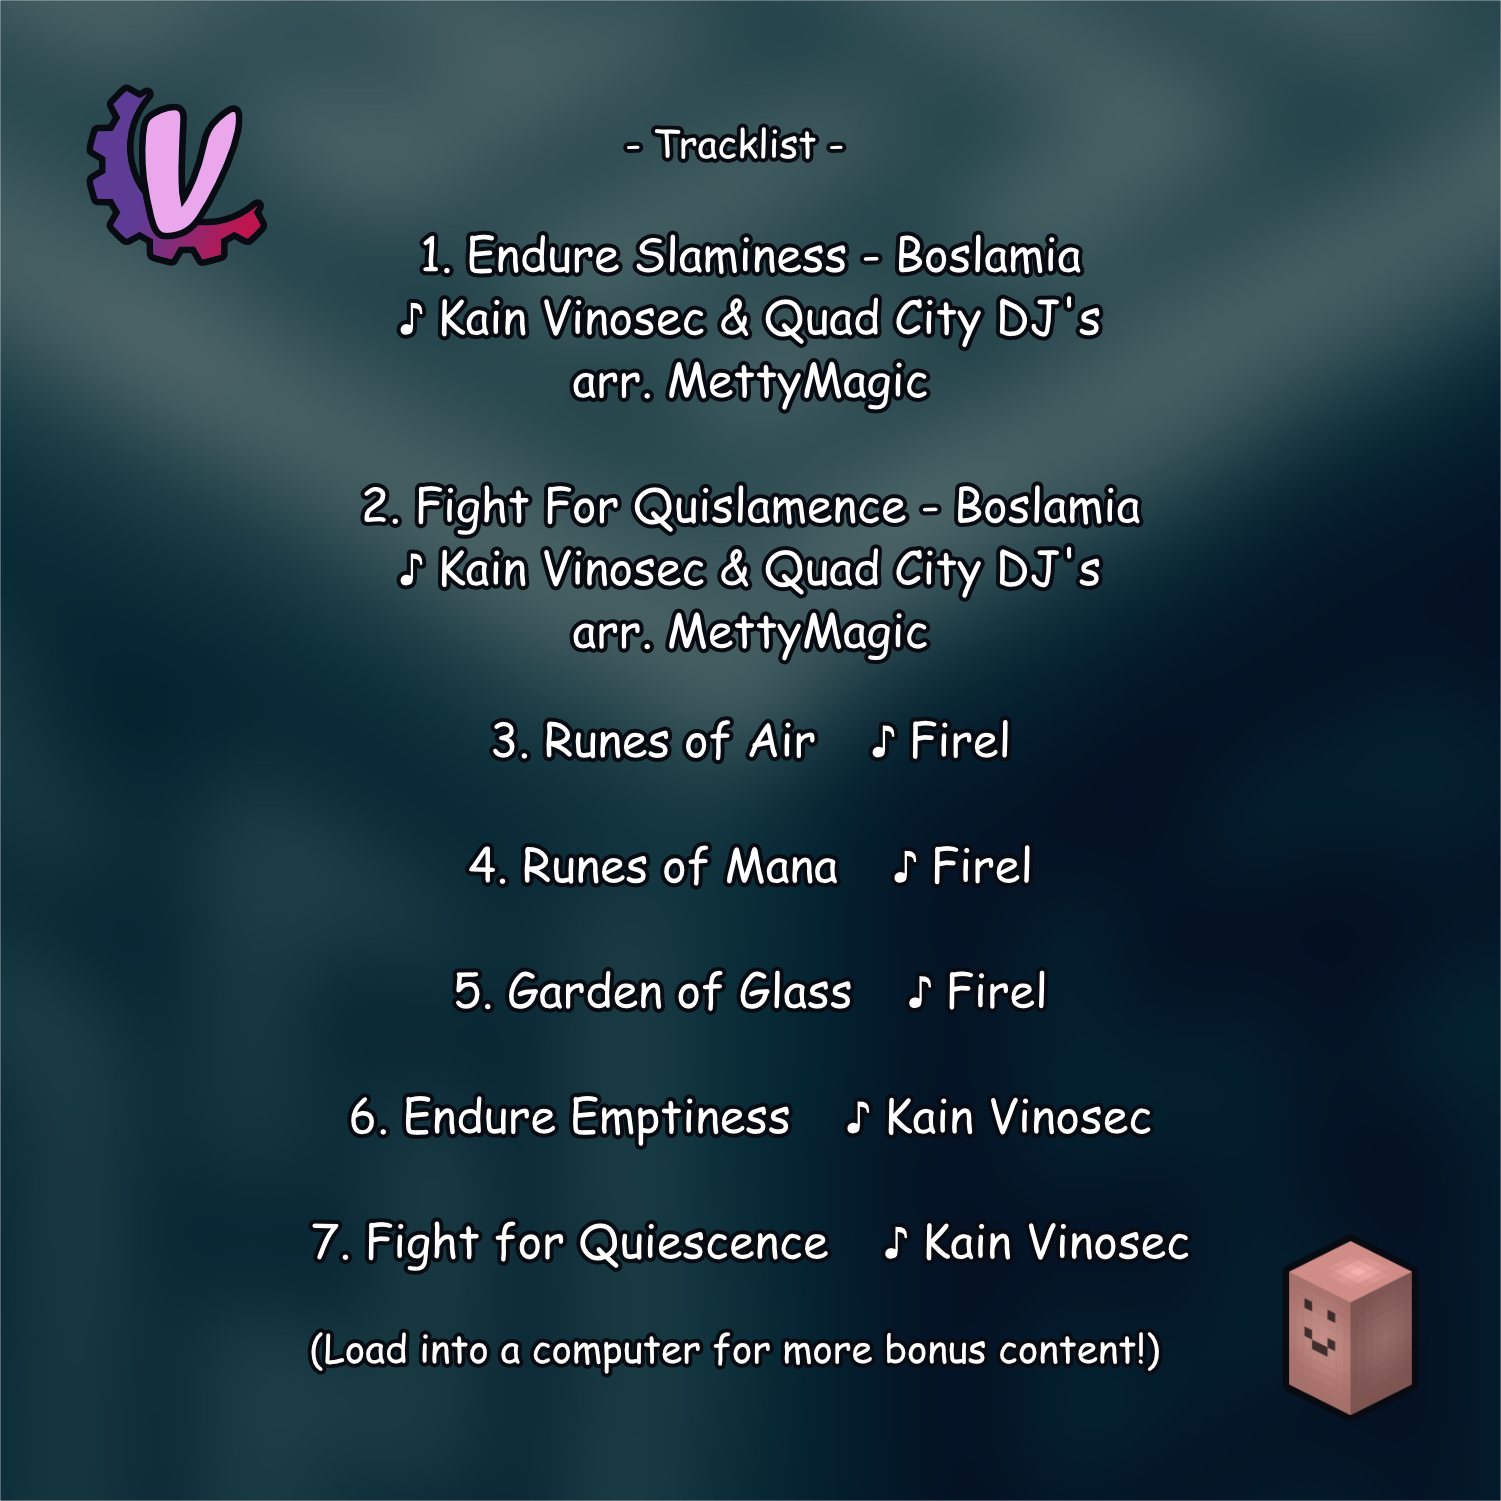 V
- Tracklist -
1. Endure Slaminess - Boslamia
♪ Kain Vinosec & Quad City DJ's
arr. MettyMagic
2. Fight For Quislamence - Boslamia
♪ Kain Vinosec & Quad City DJ's
arr. MettyMagic
3. Runes of Air ♪ Firel
4. Runes of Mana ♪ Firel
5. Garden of Glass ♪ Firel
6. Endure Emptiness ♪ Kain Vinosec
7. Fight for Quiescence ♪ Kain Vinosec
(Load into a computer for more bonus content!)